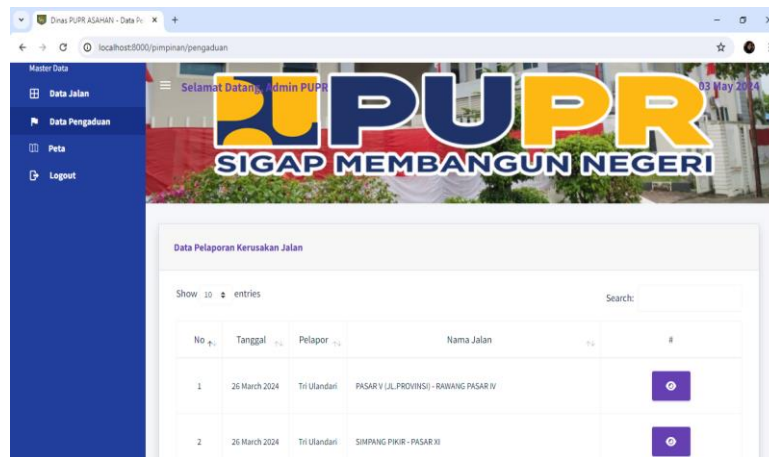 Dinas PUPR ASAHAN - Data Pe
localhost:8000/pimpinan/pengaduan
Master Data
Data Jalan
Data Pengaduan
Peta
Logout
Selamat Datang, Admin PUPR
03 May 2024
PUPR
SIGAP MEMBANGUN NEGERI
Data Pelaporan Kerusakan Jalan
Show 10 entries
Search:
No Tanggal Pelapor Nama Jalan #
1 26 March 2024 Tri Ulandari PASAR V (JL.PROVINSI) - RAWANG PASAR IV
2 26 March 2024 Tri Ulandari SIMPANG PIKIR - PASAR XI